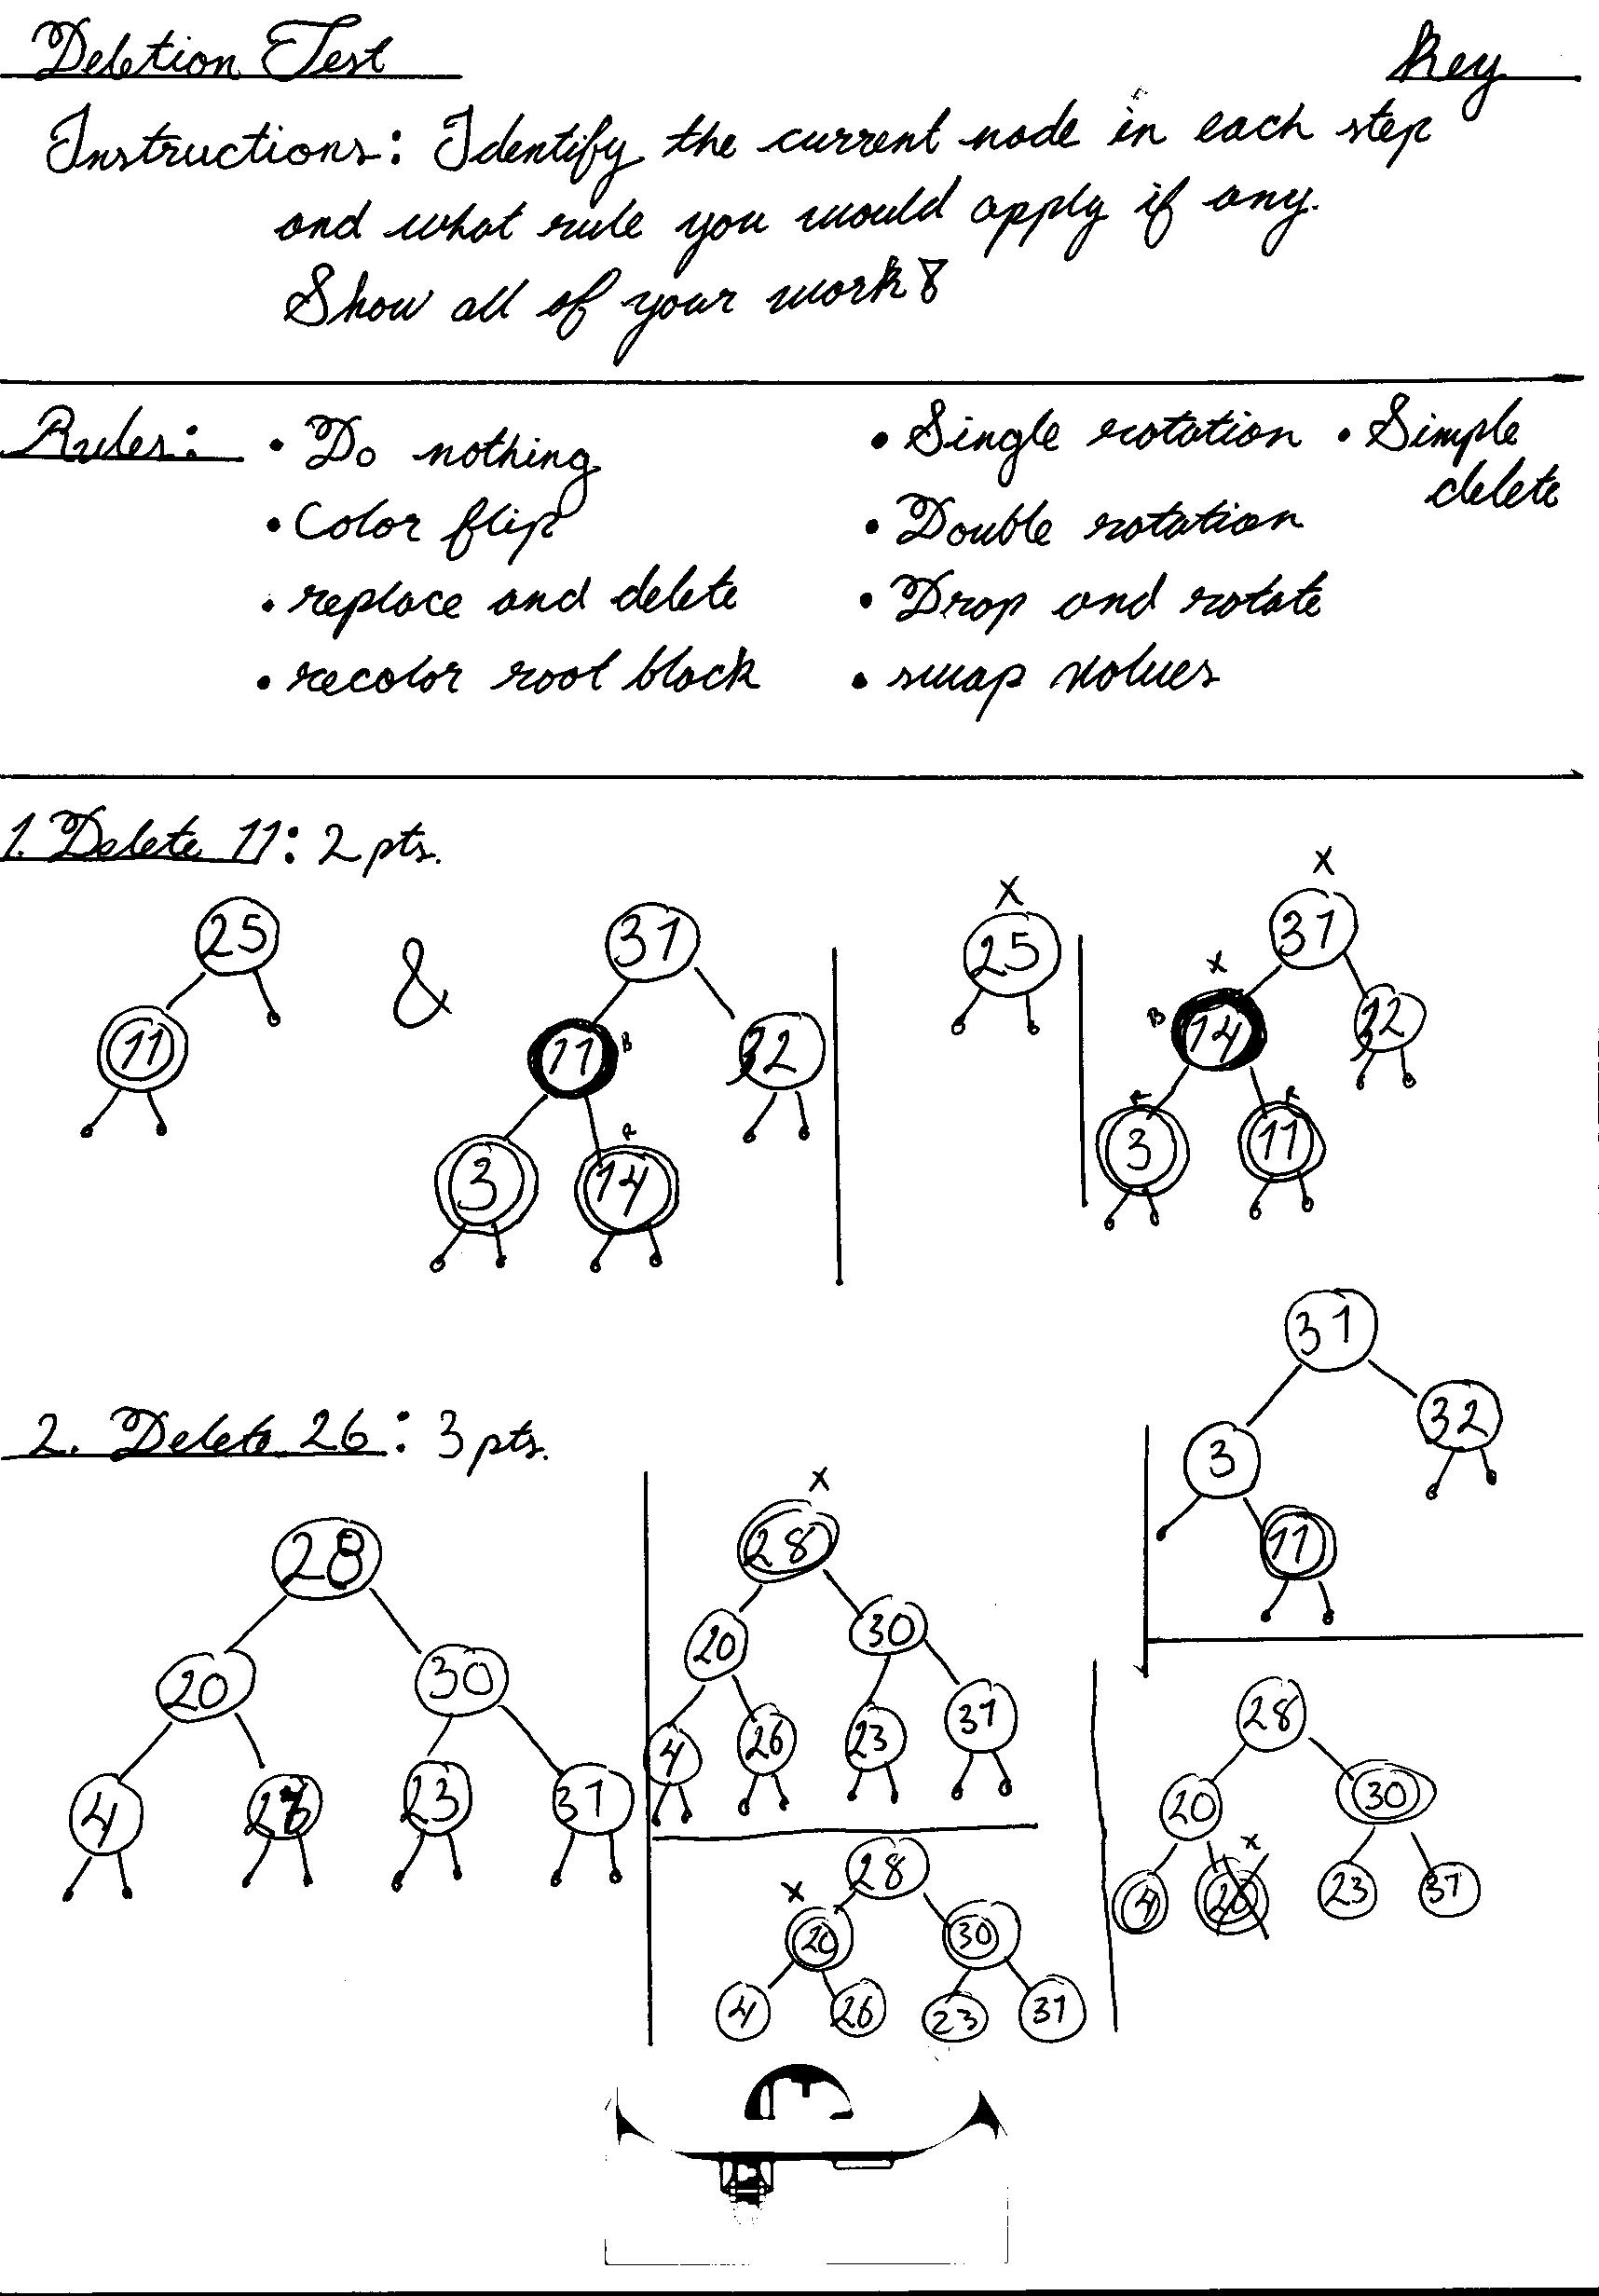 Deletion Test
Key
Instructions: Identify the current node in each step
and what rule you would apply if any.
Show all of your work!
Rules:
• Do nothing
• Single rotation
• Simple
delete
• Color flip
• Double rotation
• replace and delete
• Drop and rotate
• recolor root black
• swap values
1. Delete 11: 2 pts.
25
11
&
31
11 B
32
3
R
14
X
25
X
31
X
B 14
32
R
3
R
11
31
3
32
11
2. Delete 26: 3 pts.
28
20
30
4
23
37
X
28
20
30
4
26
23
37
28
X
20
30
4
26
23
37
28
20
30
X
4
23
37